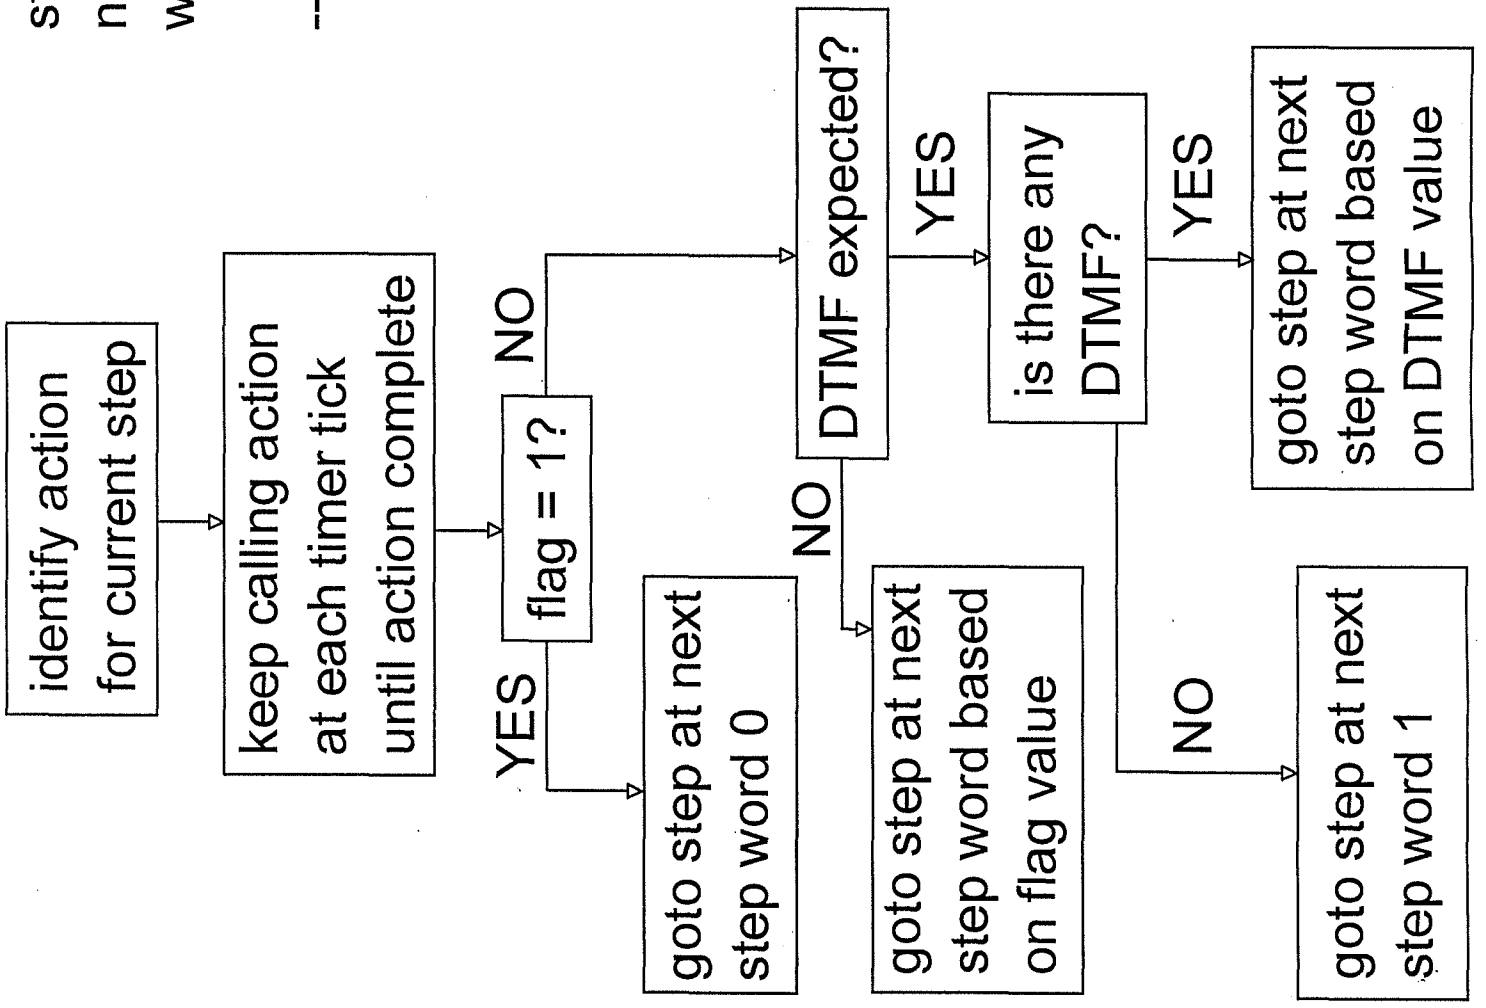 identify action
for current step
keep calling action
at each timer tick
until action complete
flag = 1?
YES
NO
goto step at next
step word 0
DTMF expected?
NO
YES
goto step at next
step word based
on flag value
is there any
DTMF?
NO
YES
goto step at next
step word 1
goto step at next
step word based
on DTMF value